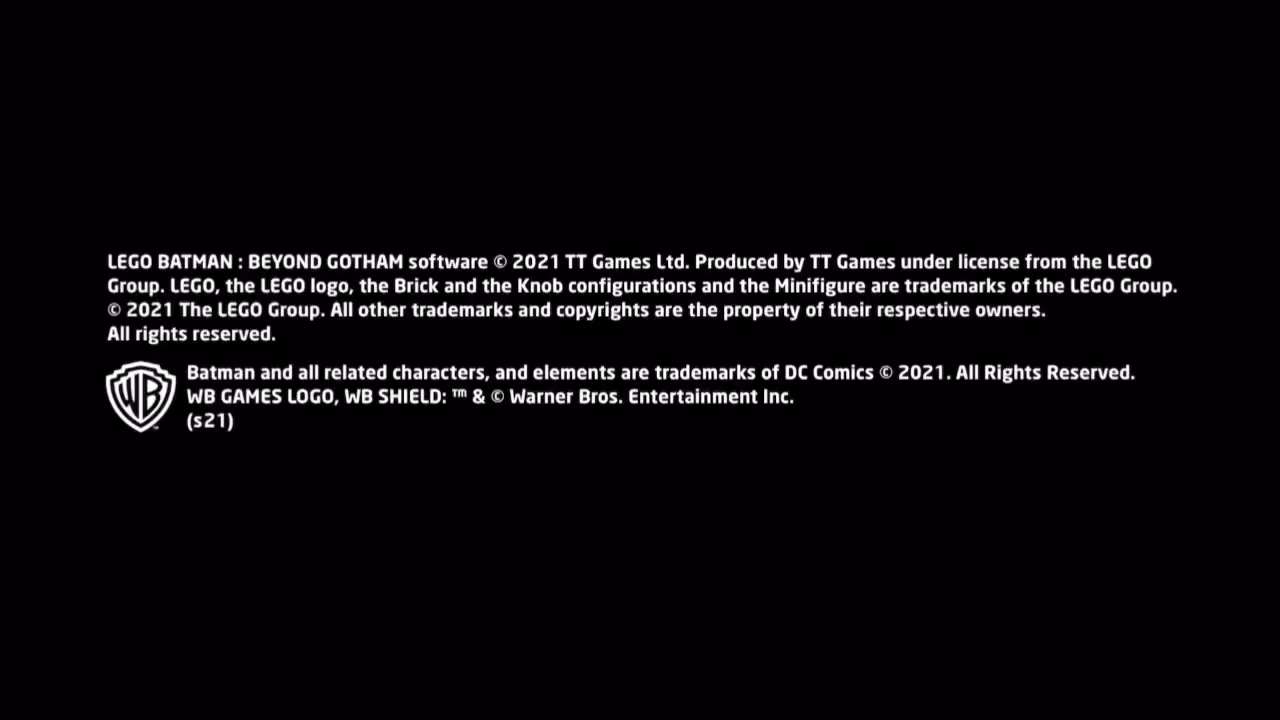 LEGO BATMAN : BEYOND GOTHAM software © 2021 TT Games Ltd. Produced by TT Games under license from the LEGO
Group. LEGO, the LEGO logo, the Brick and the Knob configurations and the Minifigure are trademarks of the LEGO Group.
© 2021 The LEGO Group. All other trademarks and copyrights are the property of their respective owners.
All rights reserved.
WB
Batman and all related characters, and elements are trademarks of DC Comics © 2021. All Rights Reserved.
WB GAMES LOGO, WB SHIELD: ™ & © Warner Bros. Entertainment Inc.
(s21)